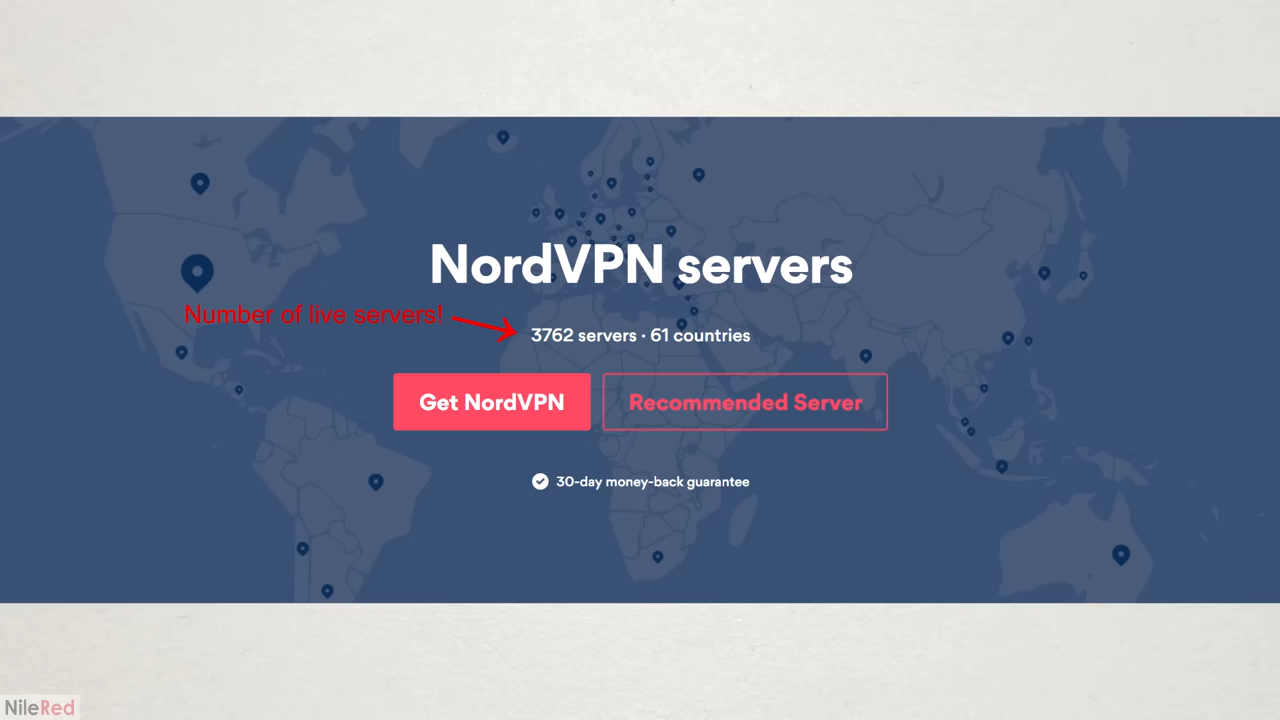 NordVPN servers
Number of live servers!
3762 servers · 61 countries
Get NordVPN
Recommended Server
30-day money-back guarantee
NileRed